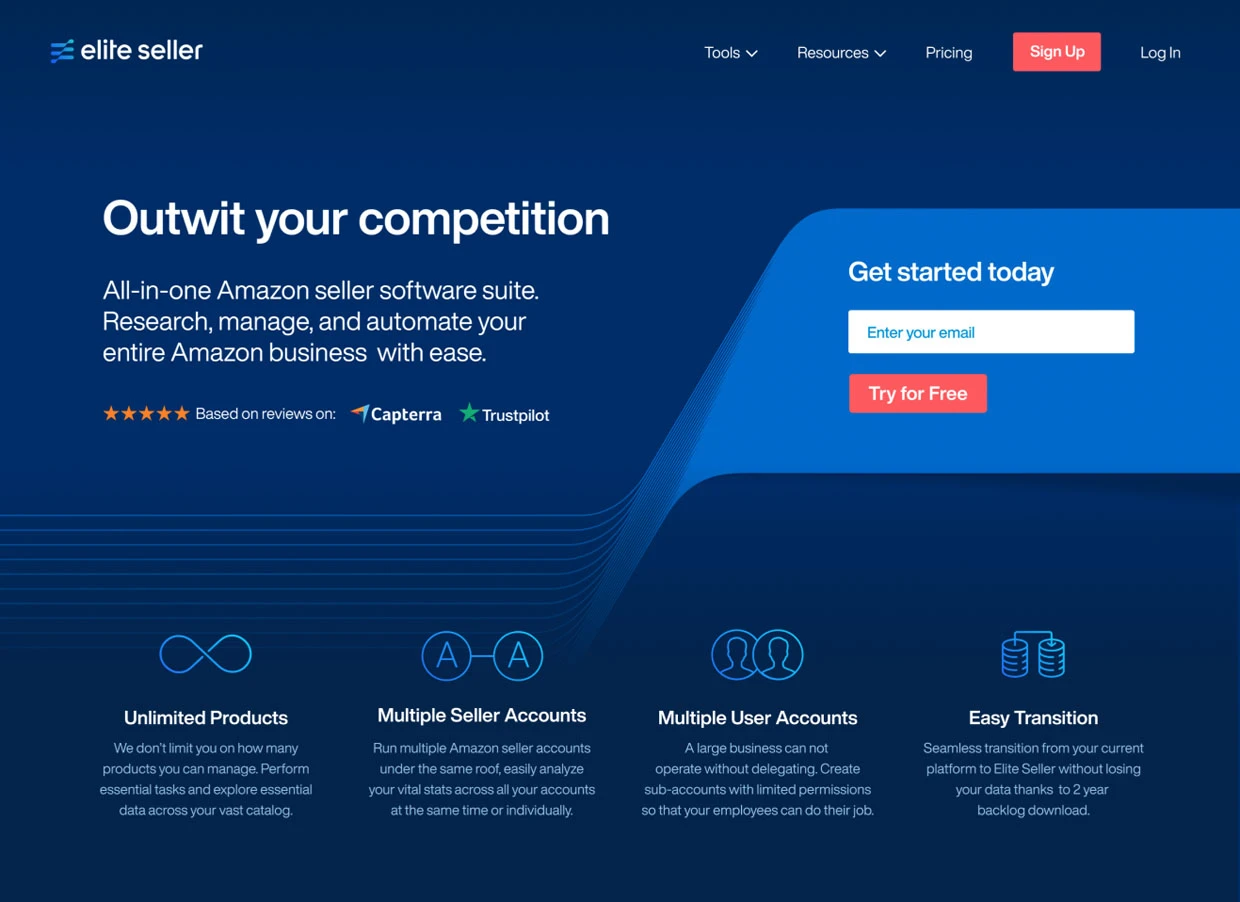 elite seller
Tools
Resources
Pricing
Sign Up
Log In
Outwit your competition
All-in-one Amazon seller software suite.
Research, manage, and automate your
entire Amazon business  with ease.
Based on reviews on:
Capterra
Trustpilot
Get started today
Enter your email
Try for Free
A
A
Unlimited Products
We don't limit you on how many
products you can manage. Perform
essential tasks and explore essential
data across your vast catalog.
Multiple Seller Accounts
Run multiple Amazon seller accounts
under the same roof, easily analyze
your vital stats across all your accounts
at the same time or individually.
Multiple User Accounts
A large business can not
operate without delegating. Create
sub-accounts with limited permissions
so that your employees can do their job.
Easy Transition
Seamless transition from your current
platform to Elite Seller without losing
your data thanks  to 2 year
backlog download.